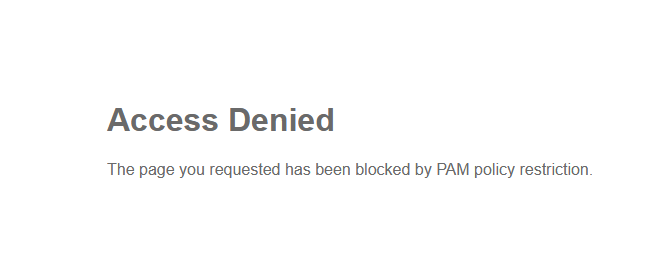 Access Denied
The page you requested has been blocked by PAM policy restriction.